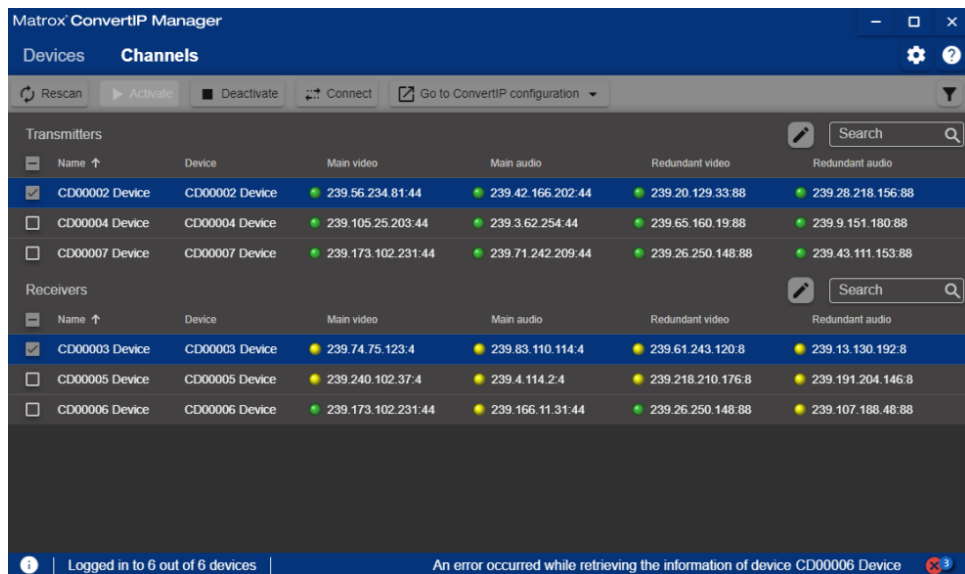 Matrox® ConvertIP Manager
Devices Channels
Rescan Activate Deactivate Connect Go to ConvertIP configuration
Transmitters Search
Name Device Main video Main audio Redundant video Redundant audio
CD00002 Device CD00002 Device 239.56.234.81:44 239.42.166.202:44 239.20.129.33:88 239.28.218.156:88
CD00004 Device CD00004 Device 239.105.25.203:44 239.3.62.254:44 239.65.160.19:88 239.9.151.180:88
CD00007 Device CD00007 Device 239.173.102.231:44 239.71.242.209:44 239.26.250.148:88 239.43.111.153:88
Receivers Search
Name Device Main video Main audio Redundant video Redundant audio
CD00003 Device CD00003 Device 239.74.75.123:4 239.83.110.114:4 239.61.243.120:8 239.13.130.192:8
CD00005 Device CD00005 Device 239.240.102.37:4 239.4.114.2:4 239.218.210.176:8 239.191.204.146:8
CD00006 Device CD00006 Device 239.173.102.231:44 239.166.11.31:44 239.26.250.148:88 239.107.188.48:88
Logged in to 6 out of 6 devices An error occurred while retrieving the information of device CD00006 Device 3